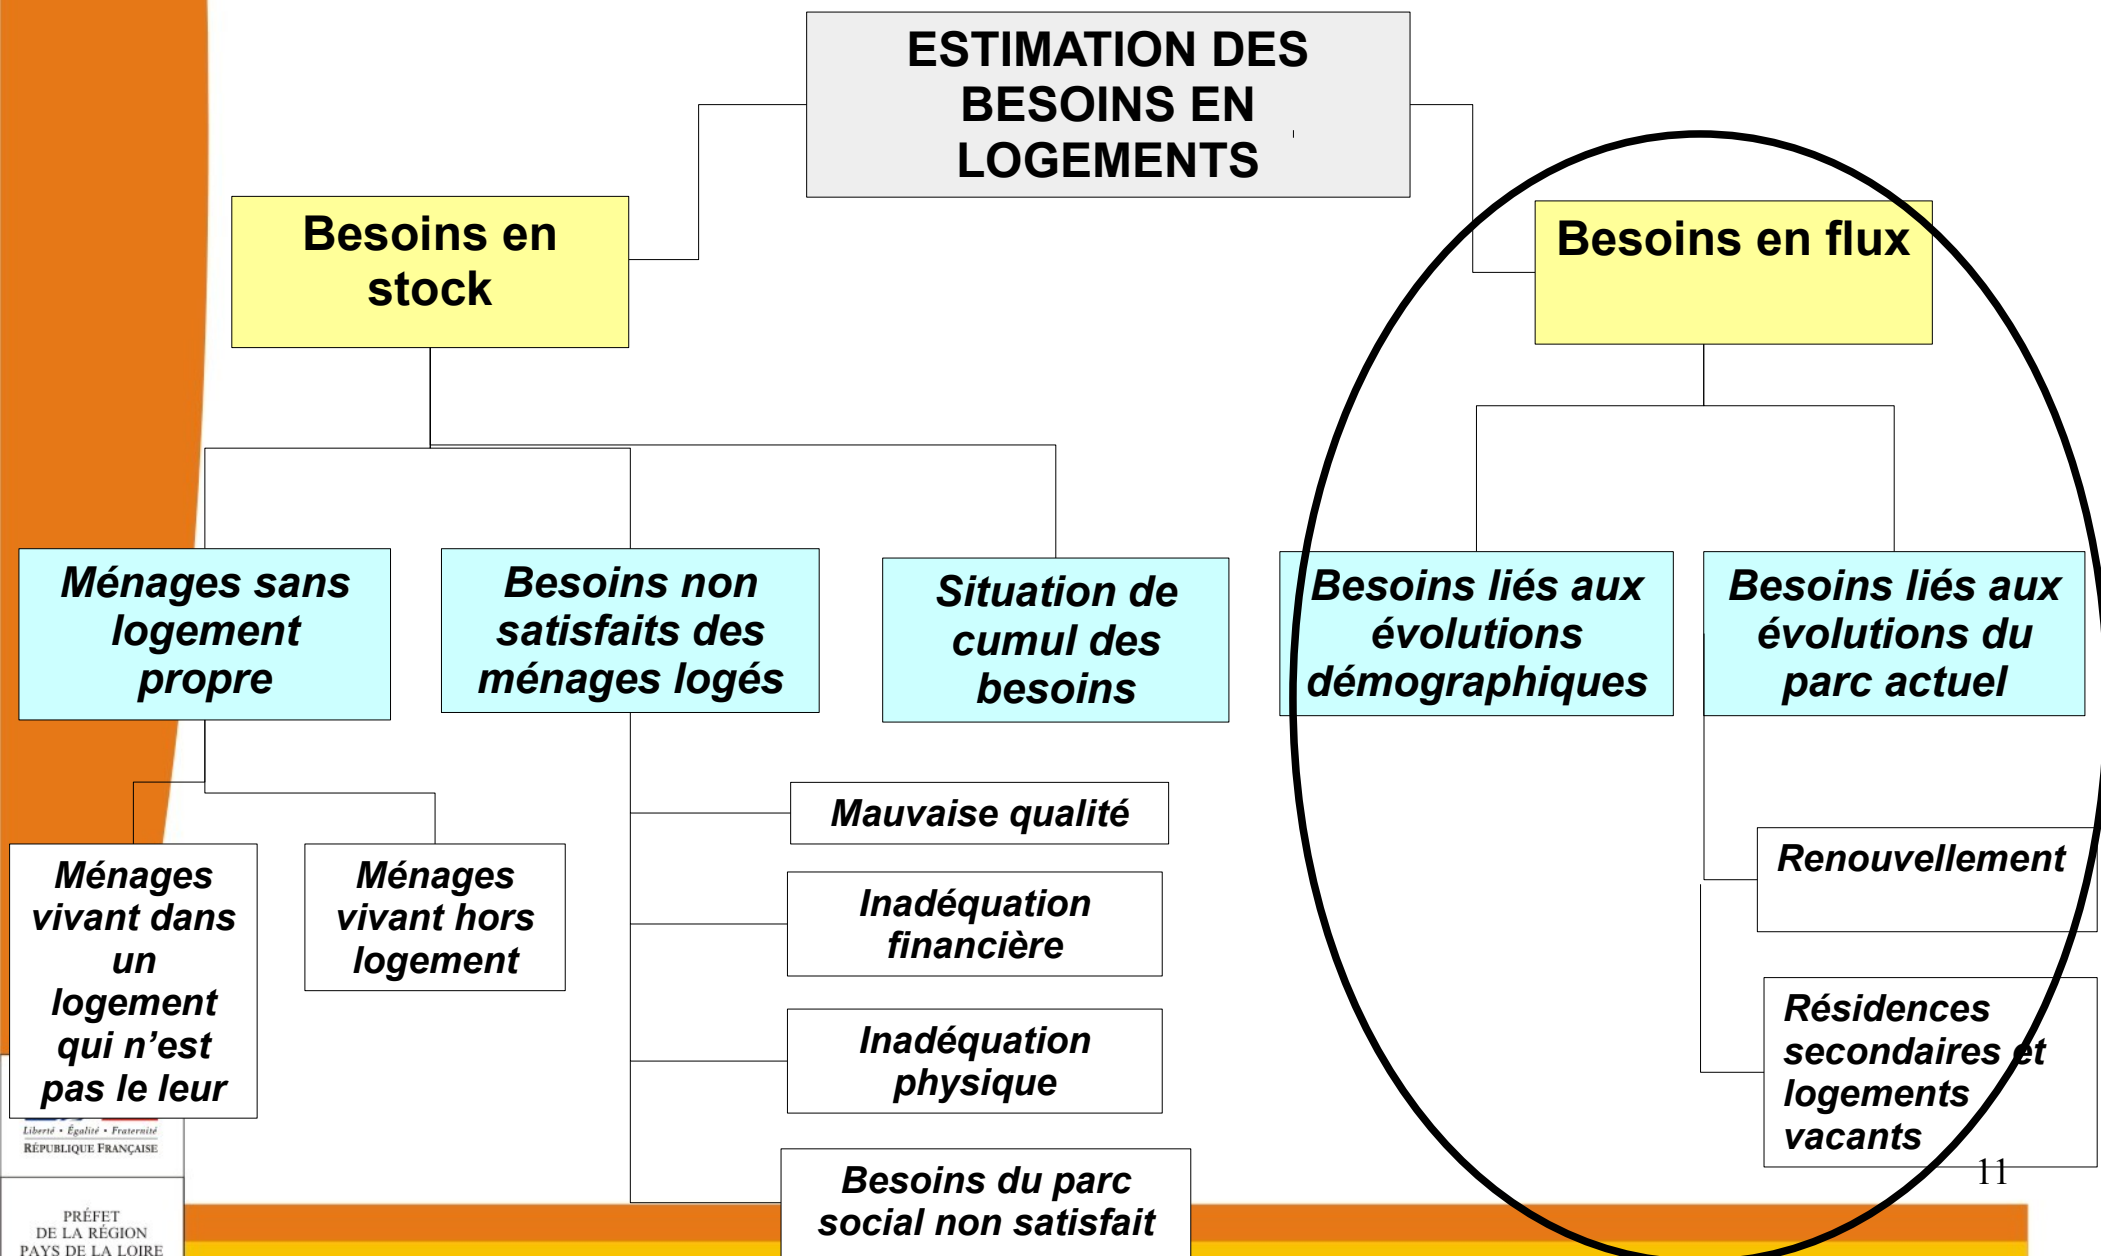 ESTIMATION DES
BESOINS EN
LOGEMENTS
Besoins en
stock
Besoins en flux
Ménages sans
logement
propre
Besoins non
satisfaits des
ménages logés
Situation de
cumul des
besoins
Besoins liés aux
évolutions
démographiques
Besoins liés aux
évolutions du
parc actuel
Ménages
vivant dans
un
logement
qui n’est
pas le leur
Ménages
vivant hors
logement
Mauvaise qualité
Inadéquation
financière
Inadéquation
physique
Besoins du parc
social non satisfait
Renouvellement
Résidences
secondaires et
logements
vacants
11
Liberté • Égalité • Fraternité
RÉPUBLIQUE FRANÇAISE
PRÉFET
DE LA RÉGION
PAYS DE LA LOIRE